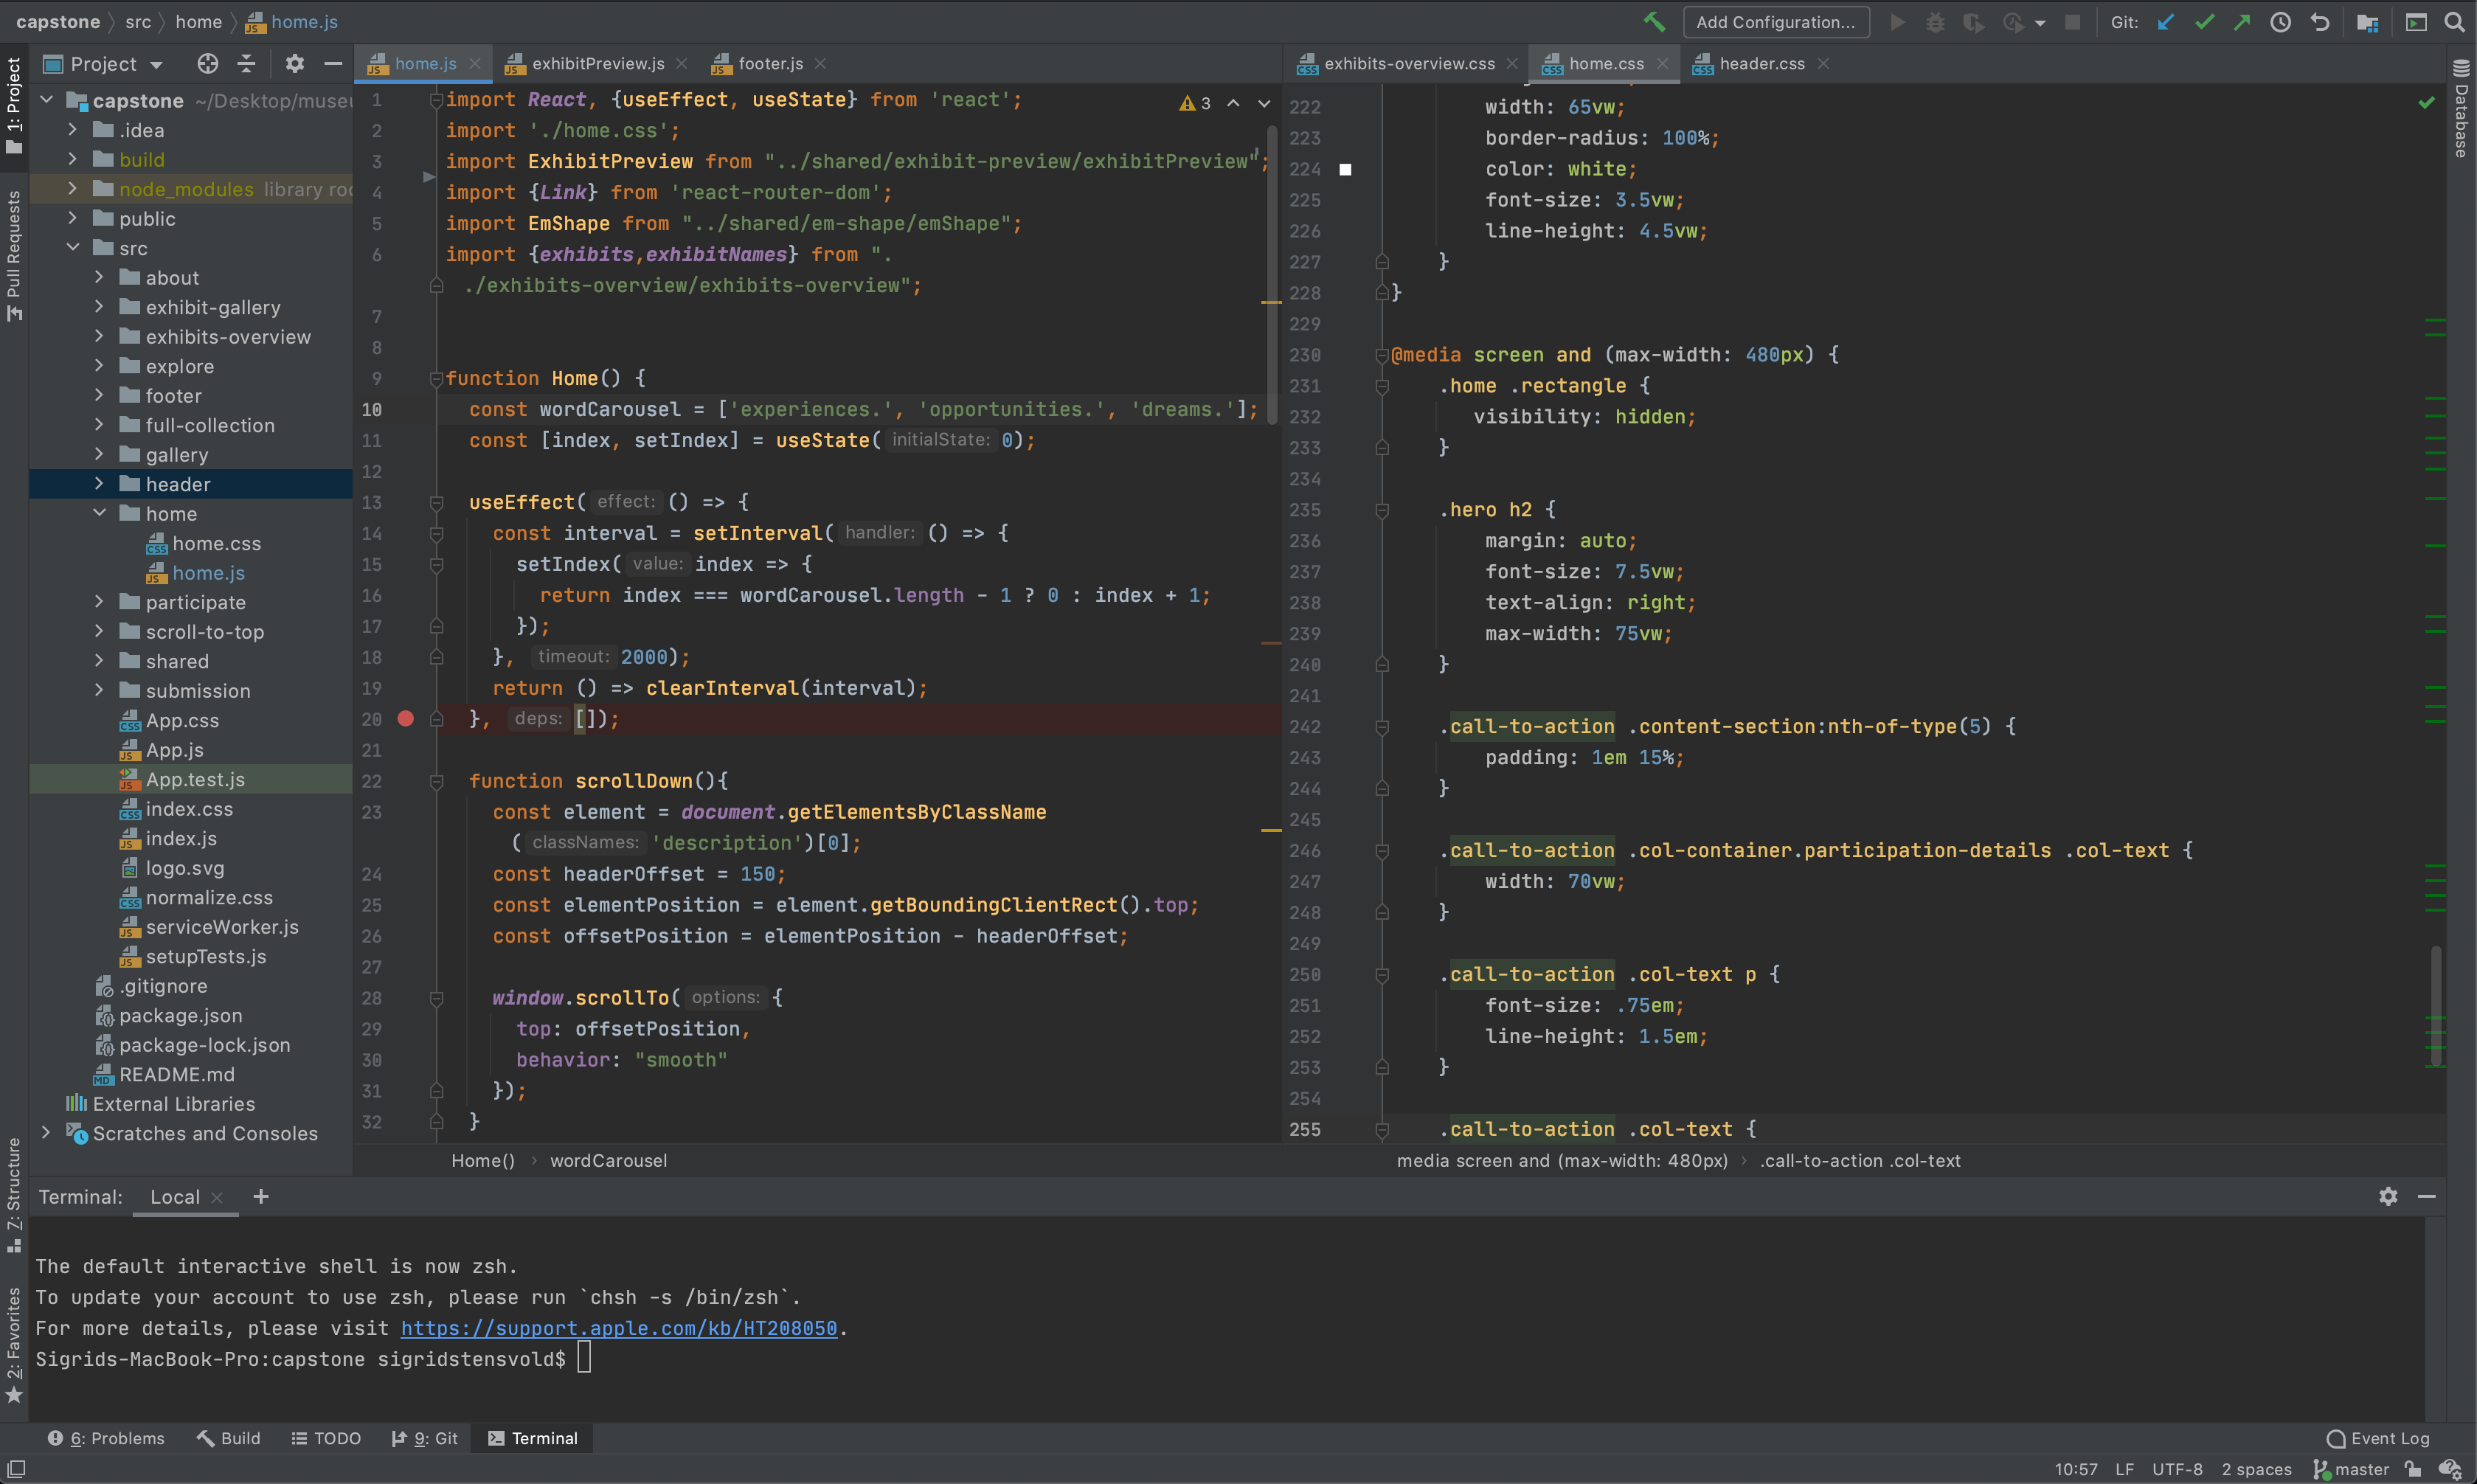 capstone src home home.js
Add Configuration...
Git:
1: Project
Pull Requests
Z: Structure
2: Favorites
Project
capstone ~/Desktop/museu
.idea
build
node_modules library roo
public
src
about
exhibit-gallery
exhibits-overview
explore
footer
full-collection
gallery
header
home
home.css
home.js
participate
scroll-to-top
shared
submission
App.css
App.js
App.test.js
index.css
index.js
logo.svg
normalize.css
serviceWorker.js
setupTests.js
.gitignore
package.json
package-lock.json
README.md
External Libraries
Scratches and Consoles
home.js exhibitPreview.js footer.js
3
1 import React, {useEffect, useState} from 'react';
2 import './home.css';
3 import ExhibitPreview from "../shared/exhibit-preview/exhibitPreview";
4 import {Link} from 'react-router-dom';
5 import EmShape from "../shared/em-shape/emShape";
6 import {exhibits,exhibitNames} from ".
./exhibits-overview/exhibits-overview";
7
8
9 function Home() {
10 const wordCarousel = ['experiences.', 'opportunities.', 'dreams.'];
11 const [index, setIndex] = useState( initialState: 0);
12
13 useEffect( effect: () => {
14 const interval = setInterval( handler: () => {
15 setIndex( value: index => {
16 return index === wordCarousel.length - 1 ? 0 : index + 1;
17 });
18 }, timeout: 2000);
19 return () => clearInterval(interval);
20 }, deps: []);
21
22 function scrollDown(){
23 const element = document.getElementsByClassName
( classNames: 'description')[0];
24 const headerOffset = 150;
25 const elementPosition = element.getBoundingClientRect().top;
26 const offsetPosition = elementPosition - headerOffset;
27
28 window.scrollTo( options: {
29 top: offsetPosition,
30 behavior: "smooth"
31 });
32 }
Home() › wordCarousel
exhibits-overview.css home.css header.css
222 width: 65vw;
223 border-radius: 100%;
224 color: white;
225 font-size: 3.5vw;
226 line-height: 4.5vw;
227 }
228 }
229
230 @media screen and (max-width: 480px) {
231 .home .rectangle {
232 visibility: hidden;
233 }
234
235 .hero h2 {
236 margin: auto;
237 font-size: 7.5vw;
238 text-align: right;
239 max-width: 75vw;
240 }
241
242 .call-to-action .content-section:nth-of-type(5) {
243 padding: 1em 15%;
244 }
245
246 .call-to-action .col-container.participation-details .col-text {
247 width: 70vw;
248 }
249
250 .call-to-action .col-text p {
251 font-size: .75em;
252 line-height: 1.5em;
253 }
254
255 .call-to-action .col-text {
media screen and (max-width: 480px) › .call-to-action .col-text
Database
Terminal: Local +
The default interactive shell is now zsh.
To update your account to use zsh, please run `chsh -s /bin/zsh`.
For more details, please visit https://support.apple.com/kb/HT208050.
Sigrids-MacBook-Pro:capstone sigridstensvold$
6: Problems Build TODO 9: Git Terminal
Event Log
10:57 LF UTF-8 2 spaces master